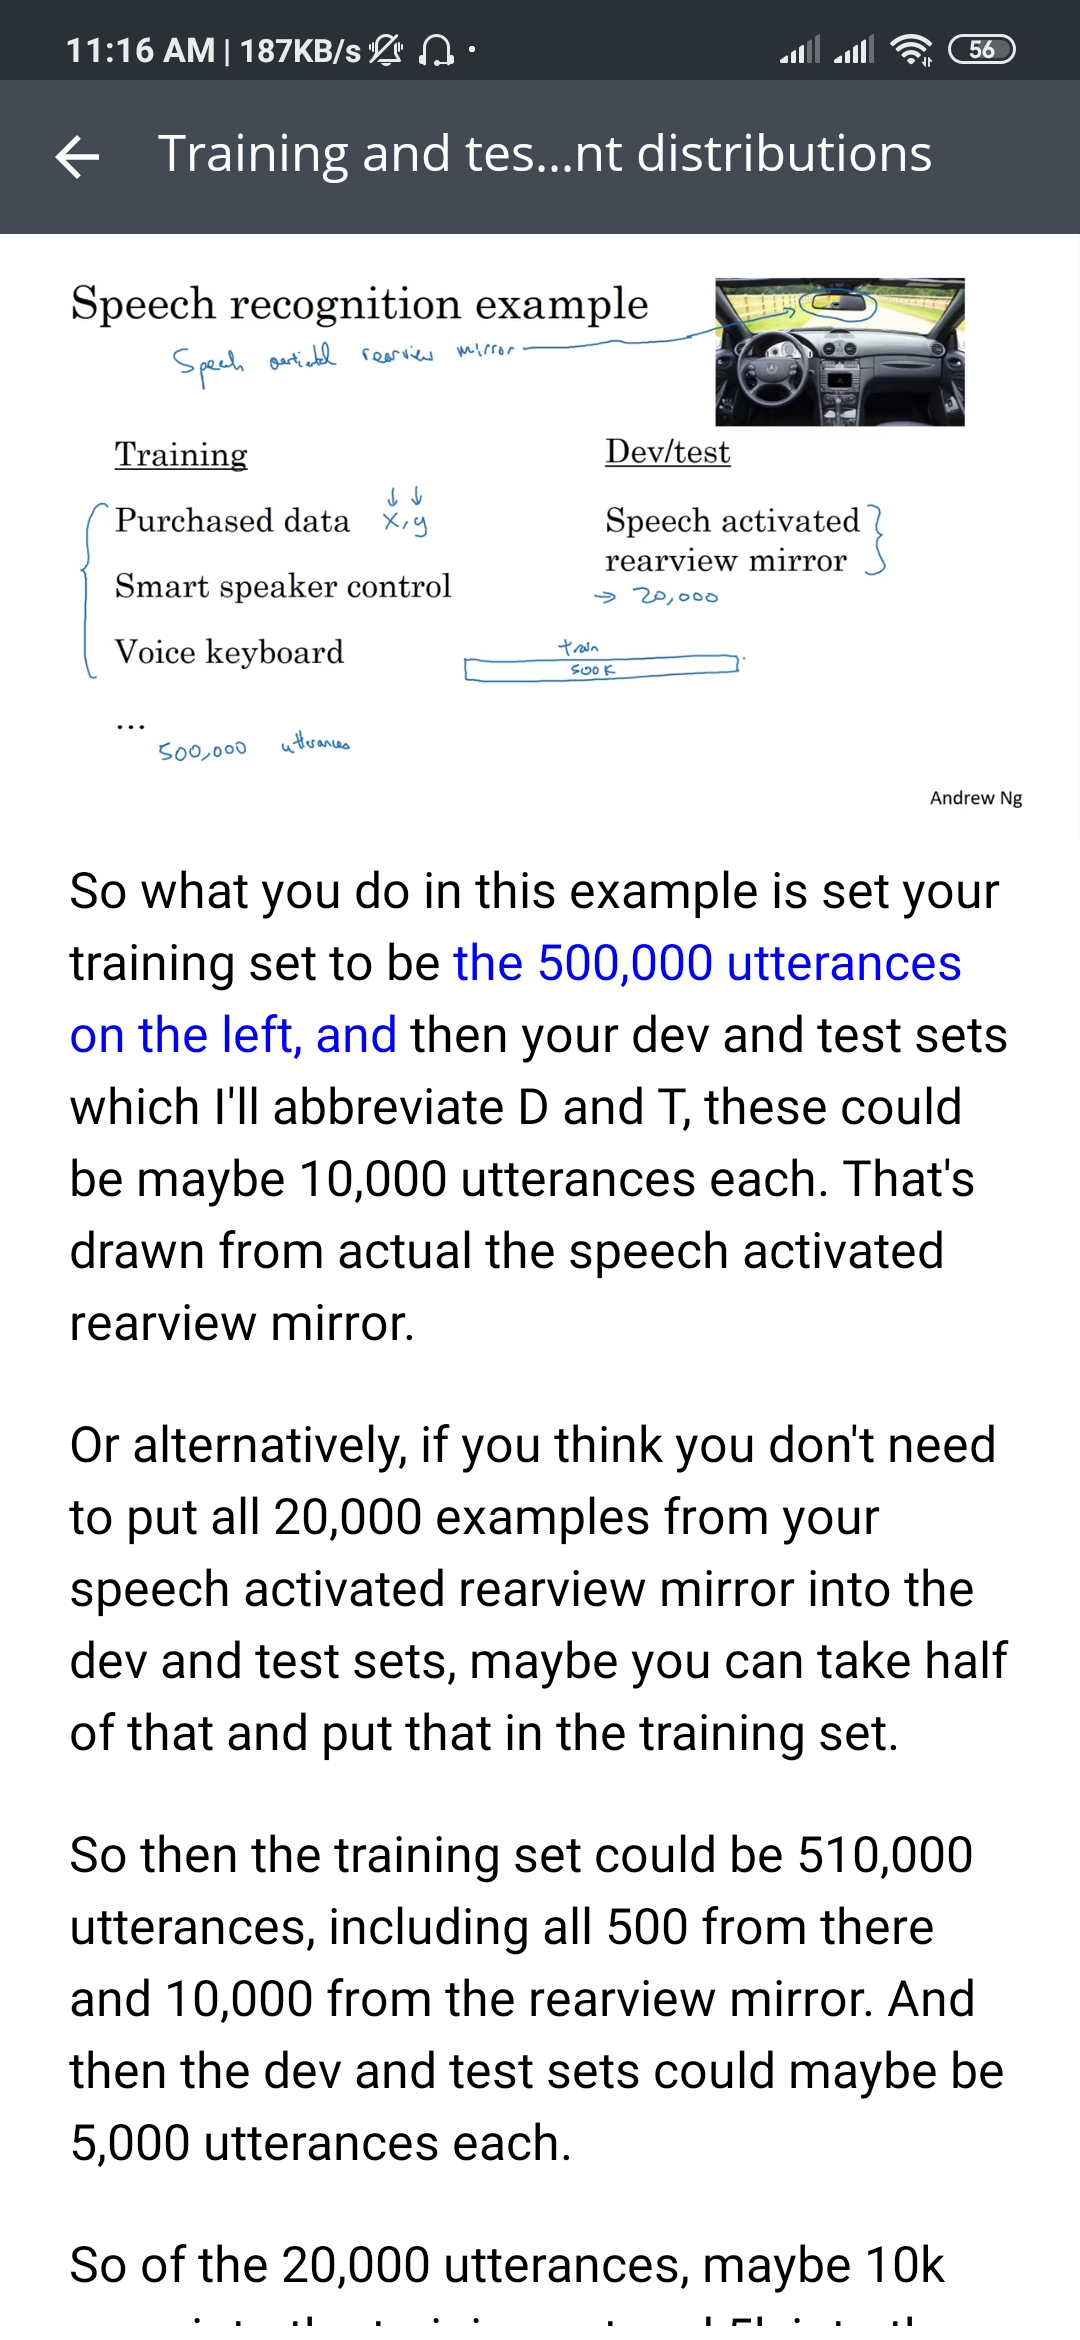 11:16 AM | 187KB/s
56
Training and tes...nt distributions
Speech recognition example
Speech rearview mirror
Training
Dev/test
Purchased data x,y
Speech activated
rearview mirror
Smart speaker control
→ 20,000
Voice keyboard
train
500K
...
500,000 utterances
Andrew Ng
So what you do in this example is set your
training set to be the 500,000 utterances
on the left, and then your dev and test sets
which I'll abbreviate D and T, these could
be maybe 10,000 utterances each. That's
drawn from actual the speech activated
rearview mirror.
Or alternatively, if you think you don't need
to put all 20,000 examples from your
speech activated rearview mirror into the
dev and test sets, maybe you can take half
of that and put that in the training set.
So then the training set could be 510,000
utterances, including all 500 from there
and 10,000 from the rearview mirror. And
then the dev and test sets could maybe be
5,000 utterances each.
So of the 20,000 utterances, maybe 10k